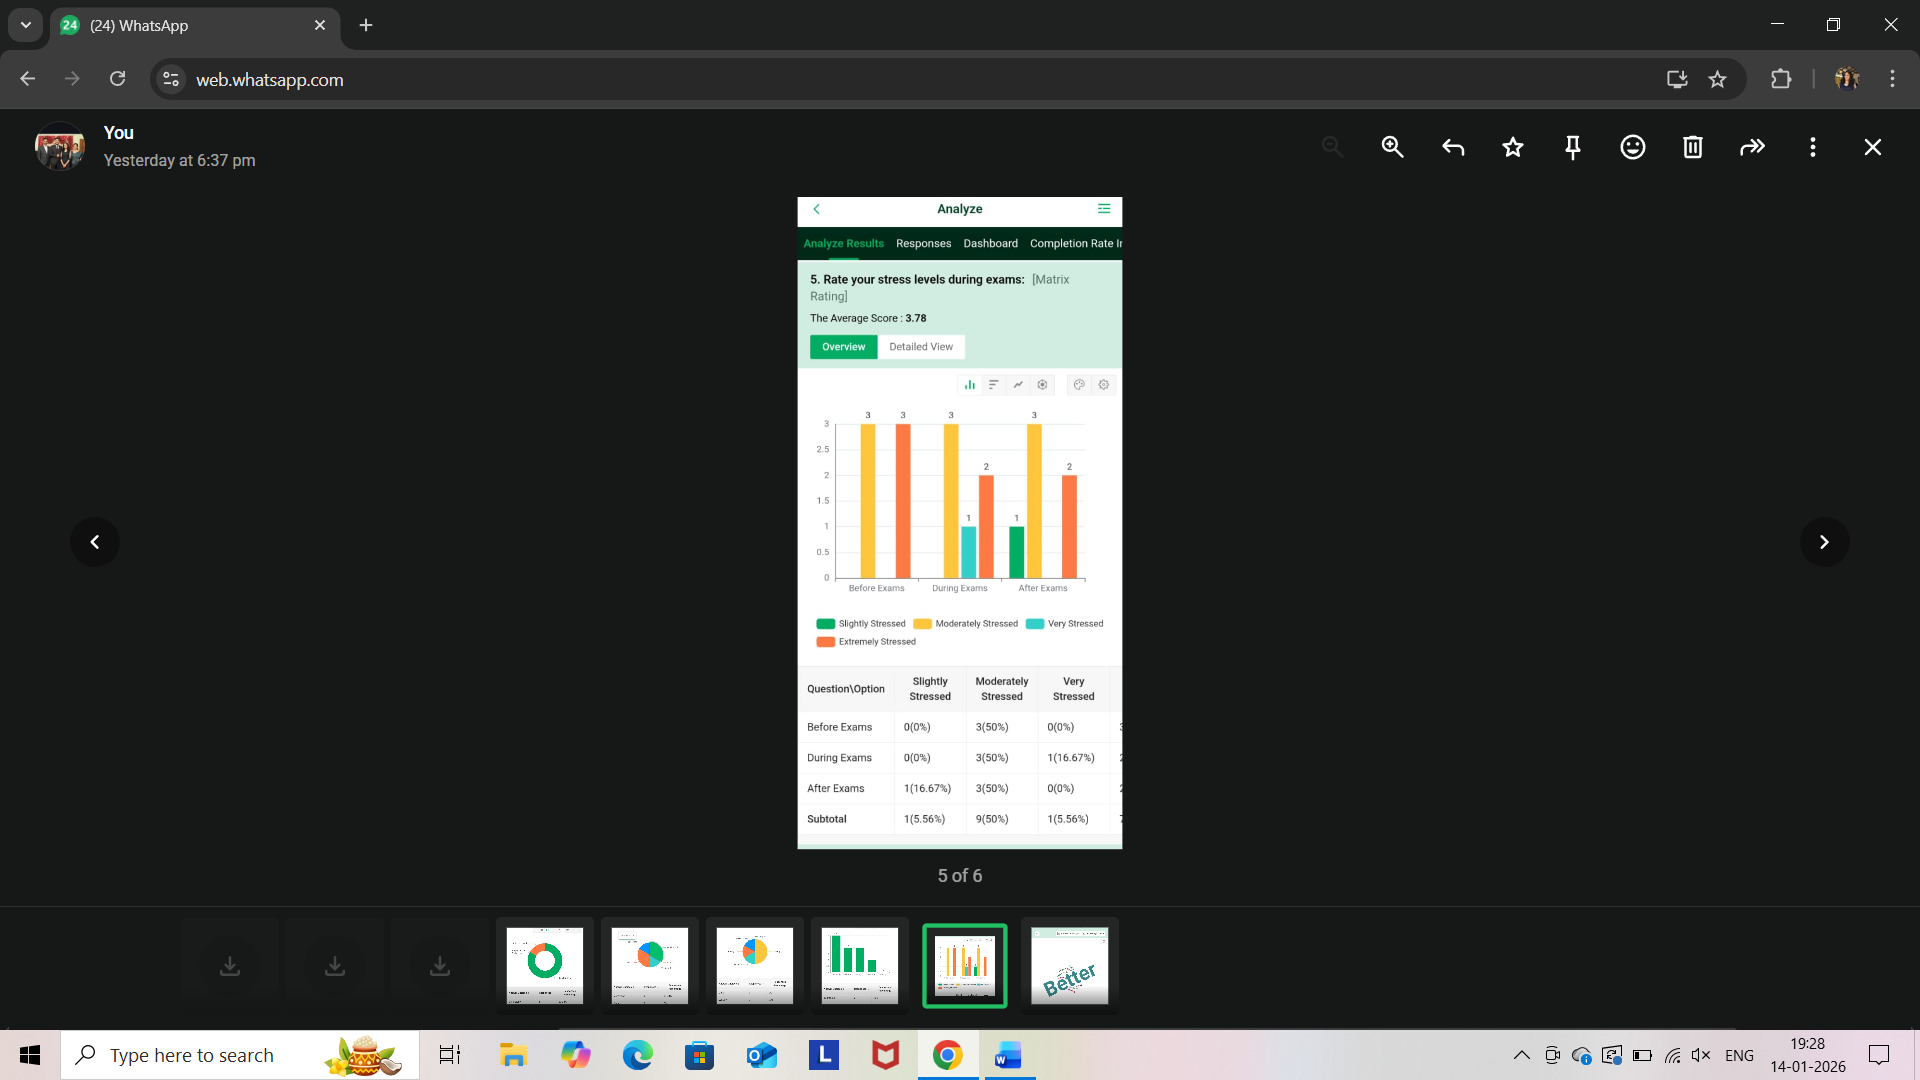 24
(24) WhatsApp
web.whatsapp.com
You
Yesterday at 6:37 pm
Analyze
Analyze Results Responses Dashboard Completion Rate
5. Rate your stress levels during exams: [Matrix
Rating]
The Average Score : 3.78
Overview Detailed View
3 3 3 3
3
2.5
2 2 2
1.5
1 1 1
0.5
0
Before Exams During Exams After Exams
Slightly Stressed Moderately Stressed Very Stressed
Extremely Stressed
Question\Option Slightly Stressed Moderately Stressed Very Stressed
Before Exams 0(0%) 3(50%) 0(0%)
During Exams 0(0%) 3(50%) 1(16.67%)
After Exams 1(16.67%) 3(50%) 0(0%)
Subtotal 1(5.56%) 9(50%) 1(5.56%)
5 of 6
Better
Type here to search
L
ENG
19:28
14-01-2026